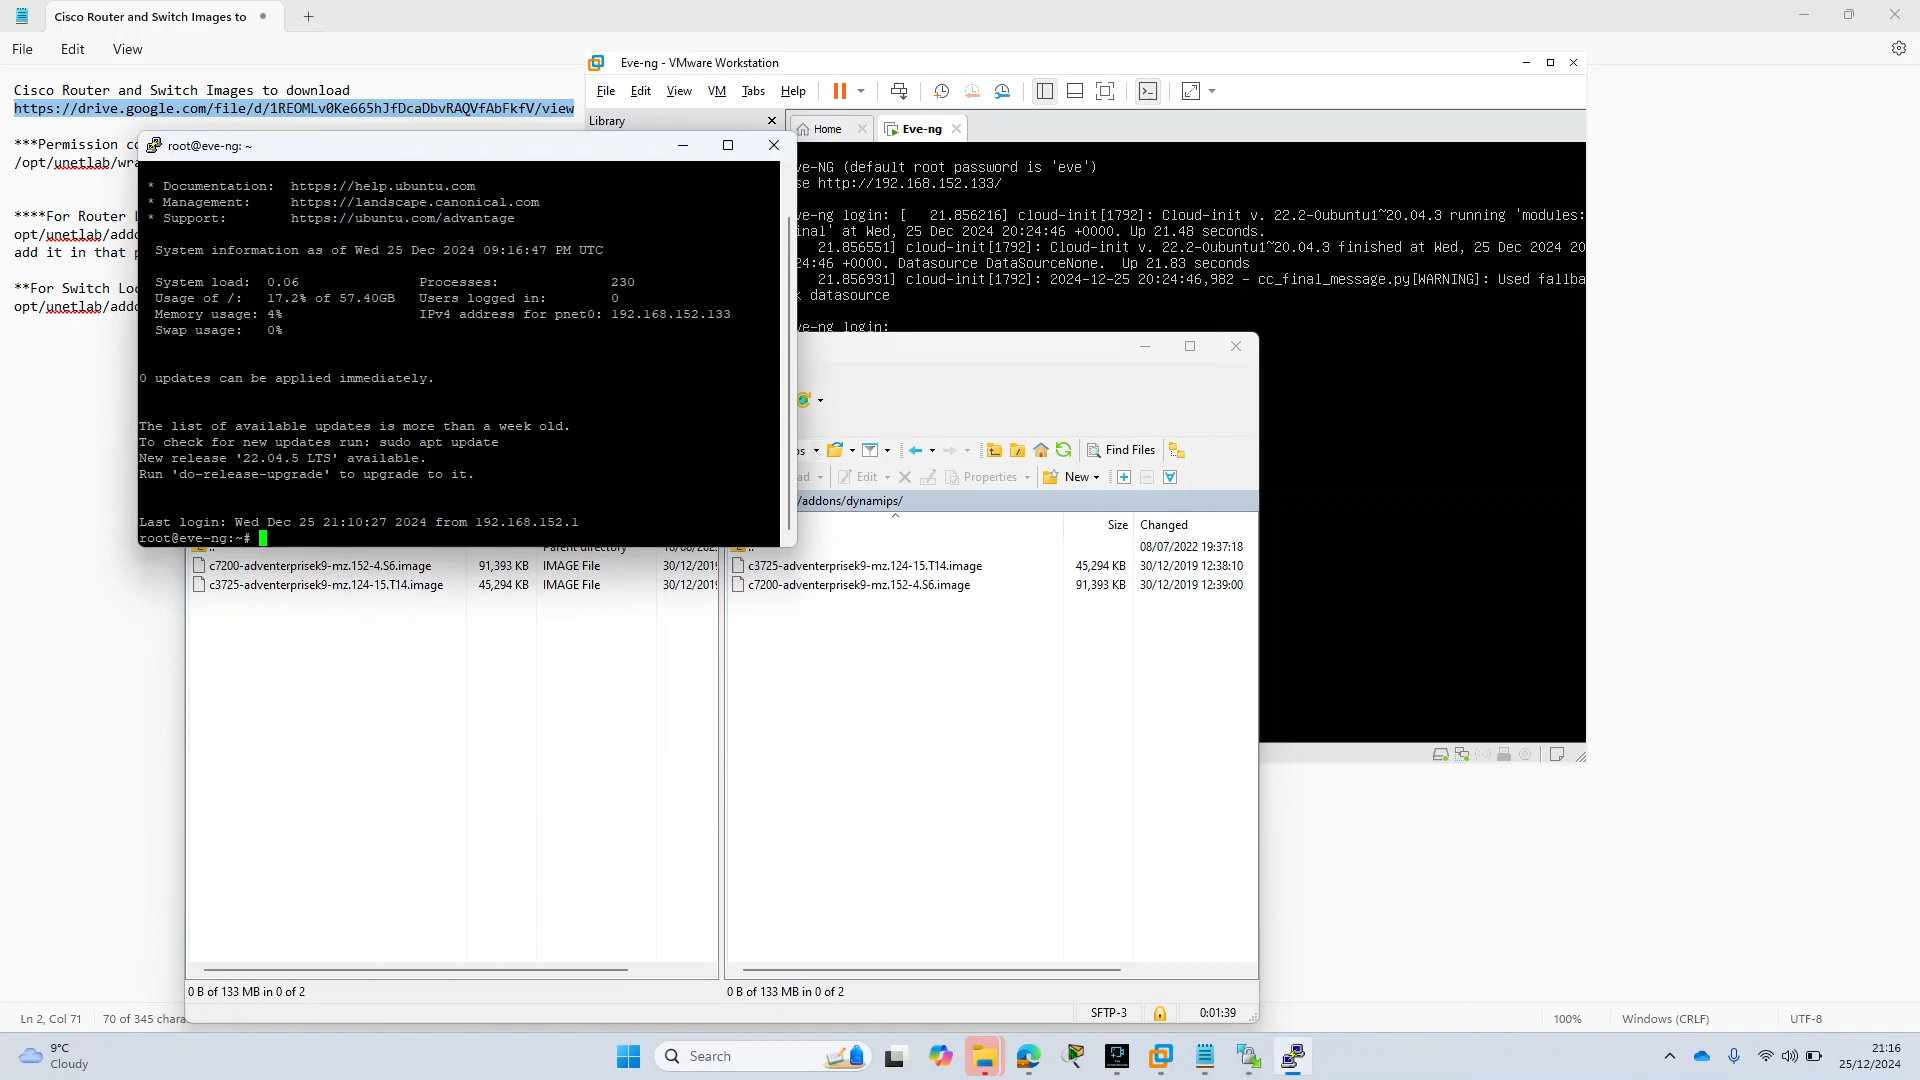 Cisco Router and Switch Images to
File Edit View
Cisco Router and Switch Images to download
https://drive.google.com/file/d/1REOMLv0Ke665hJfDcaDbvRAQVfAbFkfV/view
***Permission
/opt/unetlab/
****For Router
opt/unetlab/
add it in that
**For Switch
opt/unetlab/
Ln 2, Col 71 70 of 345
100% Windows (CRLF) UTF-8
Eve-ng - VMware Workstation
File Edit View VM Tabs Help
Library
Home Eve-ng
(default root password is 'eve')
http://192.168.152.133/
login: [ 21.856216] cloud-init[1792]: Cloud-init v. 22.2-0ubuntu1~20.04.3 running 'modules:
at Wed, 25 Dec 2024 20:24:46 +0000. Up 21.48 seconds.
21.856551] cloud-init[1792]: Cloud-init v. 22.2-0ubuntu1~20.04.3 finished at Wed, 25 Dec 2024 20
24:46 +0000. Datasource DataSourceNone. Up 21.83 seconds
21.856931] cloud-init[1792]: 2024-12-25 20:24:46,982 - cc_final_message.py[WARNING]: Used fallba
datasource
login:
root@eve-ng: ~
* Documentation: https://help.ubuntu.com
* Management: https://landscape.canonical.com
* Support: https://ubuntu.com/advantage
System information as of Wed 25 Dec 2024 09:16:47 PM UTC
System load: 0.06 Processes: 230
Usage of /: 17.2% of 57.40GB Users logged in: 0
Memory usage: 4% IPv4 address for pnet0: 192.168.152.133
Swap usage: 0%
0 updates can be applied immediately.
The list of available updates is more than a week old.
To check for new updates run: sudo apt update
New release '22.04.5 LTS' available.
Run 'do-release-upgrade' to upgrade to it.
Last login: Wed Dec 25 21:10:27 2024 from 192.168.152.1
root@eve-ng:~#
Find Files
Edit Properties New
/addons/dynamips/
Size Changed
.. Parent directory
c7200-adventerprisek9-mz.152-4.S6.image 91,393 KB IMAGE File 30/12/2019
c3725-adventerprisek9-mz.124-15.T14.image 45,294 KB IMAGE File 30/12/2019
.. 08/07/2022 19:37:18
c3725-adventerprisek9-mz.124-15.T14.image 45,294 KB 30/12/2019 12:38:10
c7200-adventerprisek9-mz.152-4.S6.image 91,393 KB 30/12/2019 12:39:00
0 B of 133 MB in 0 of 2
0 B of 133 MB in 0 of 2
SFTP-3 0:01:39
9°C
Cloudy
Search
21:16
25/12/2024